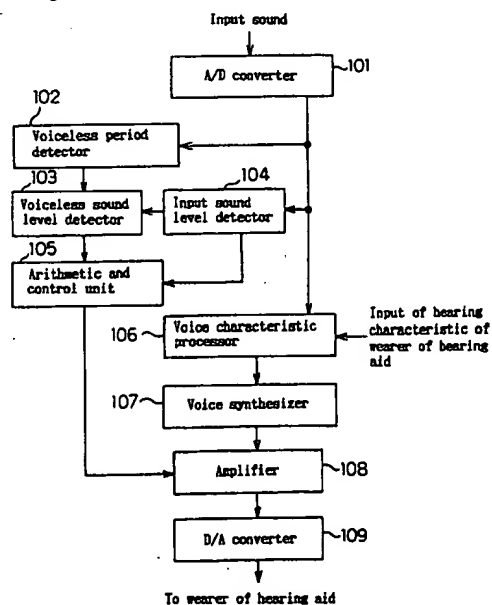 Input sound
A/D converter
101
102
Voiceless period
detector
103
104
Voiceless sound
level detector
Input sound
level detector
105
Arithmetic and
control unit
106
Voice characteristic
processor
Input of hearing
characteristic of
wearer of bearing
aid
107
Voice synthesizer
Amplifier
108
D/A converter
109
To wearer of hearing aid